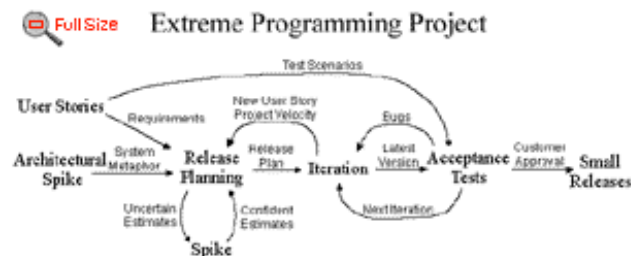 Full Size
Extreme Programming Project
Test Scenarios
User Stories
Requirements
New User Story
Project Velocity
Bugs
Architectural
Spike
System
Metaphor
Release
Planning
Release
Plan
Iteration
Latest
Version
Acceptance
Tests
Customer
Approval
Small
Releases
Uncertain
Estimates
Confident
Estimates
Next Iteration
Spike